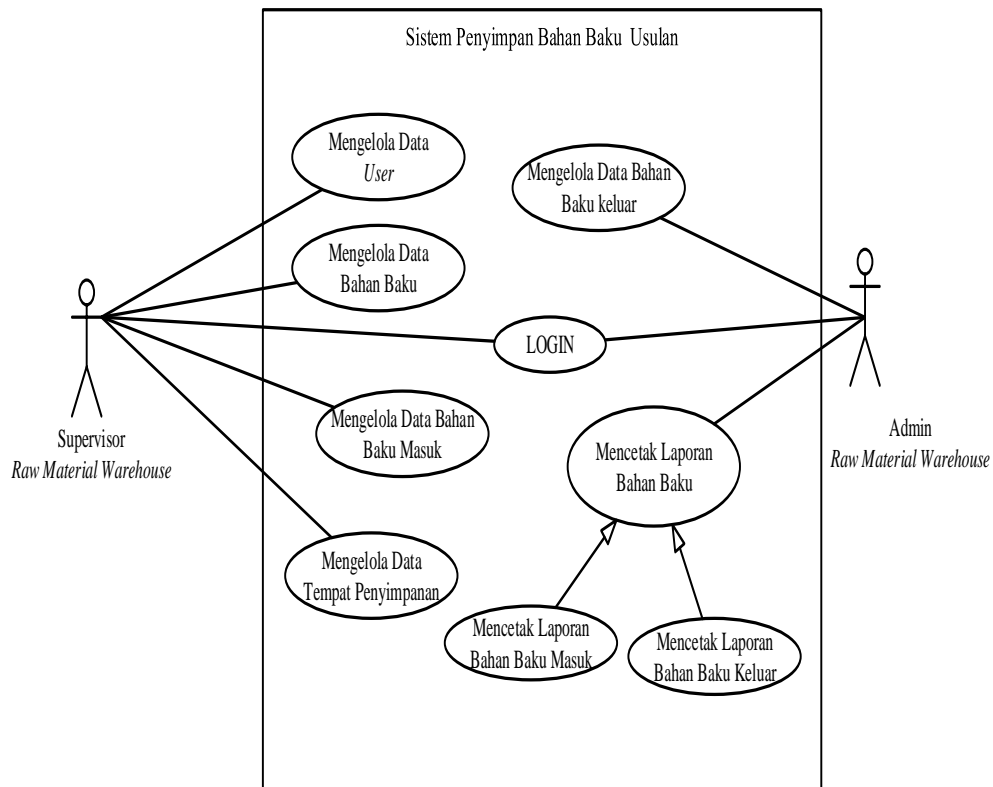 Sistem Penyimpan Bahan Baku Usulan
Mengelola Data
User
Mengelola Data Bahan
Baku keluar
Mengelola Data
Bahan Baku
LOGIN
Mengelola Data Bahan
Baku Masuk
Supervisor
Raw Material Warehouse
Admin
Raw Material Warehouse
Mencetak Laporan
Bahan Baku
Mengelola Data
Tempat Penyimpanan
Mencetak Laporan
Bahan Baku Masuk
Mencetak Laporan
Bahan Baku Keluar